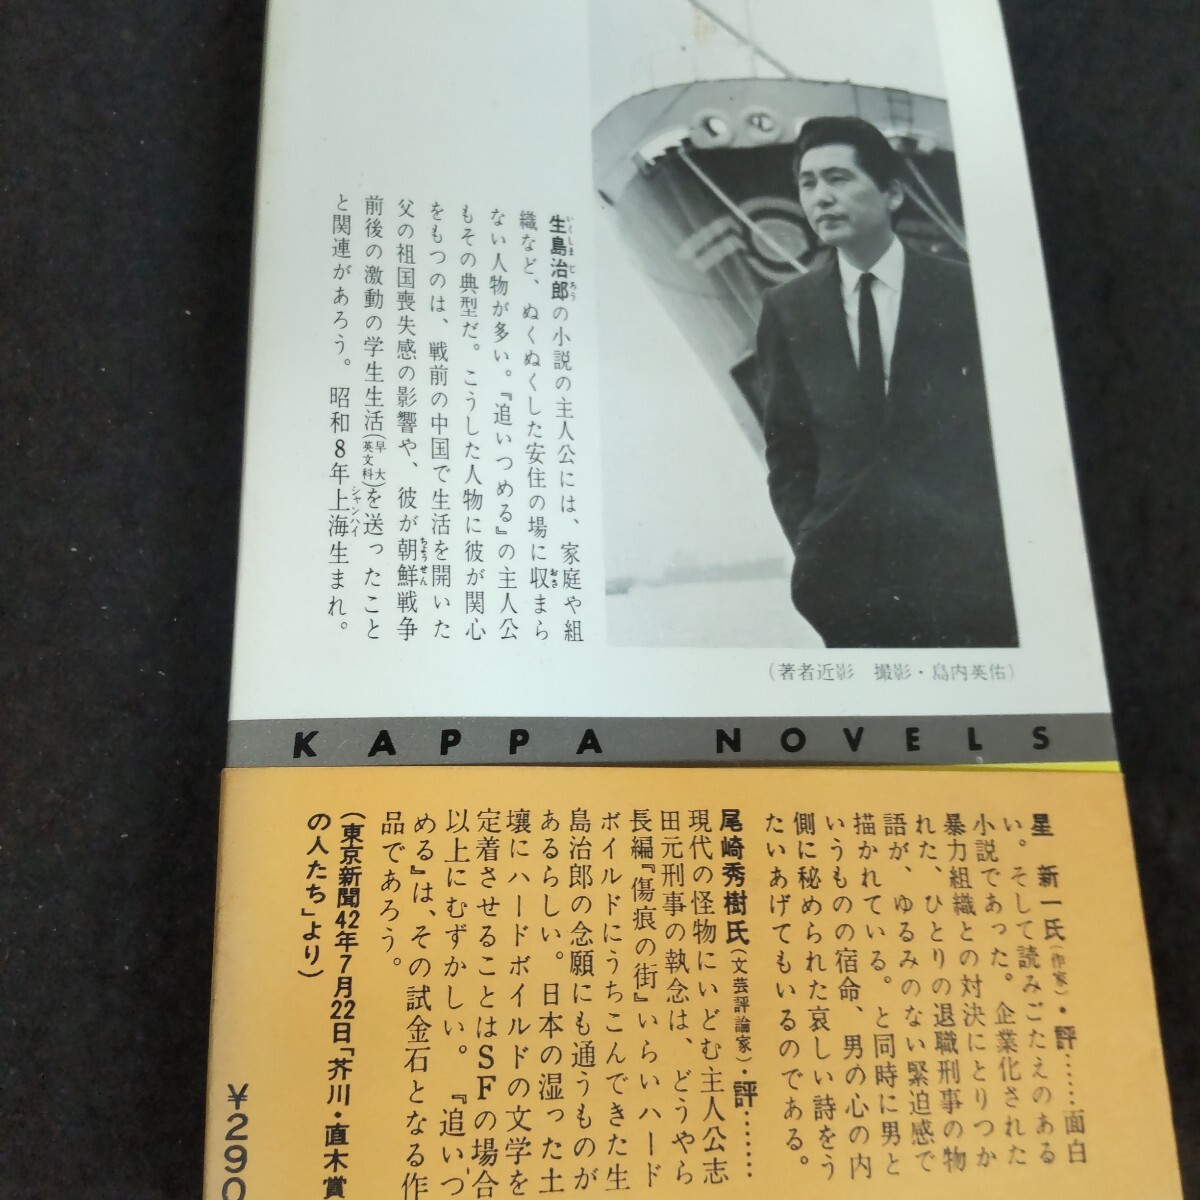 生島治郎の小説の主人公には、家庭や組
織など、ぬくぬくした安住の場に収まら
ない人物が多い。『追いつめる』の主人公
もその典型だ。こうした人物に彼が関心
をもつのは、戦前の中国で生活を開いた
父の祖国喪失感の影響や、彼が朝鮮戦争
前後の激動の学生生活(早大英文科)を送ったこと
と関連があろう。昭和8年上海生まれ。
いくしまじろう
おさ
ちょうせん
シャンハイ
(著者近影 撮影・島内英佑)
KAPPA NOVELS
星 新一氏(作家)・評……面白
い。そして読みごたえのある
小説であった。企業化された
暴力組織との対決にとりつか
れた、ひとりの退職刑事の物
語が、ゆるみのない緊迫感で
描かれている。と同時に男と
いうものの宿命、男の心の内
側に秘められた哀しい詩をう
たいあげてもいるのである。
尾崎秀樹氏(文芸評論家)・評……
現代の怪物にいどむ主人公志
田元刑事の執念は、どうやら
長編『傷痕の街』いらいハード
ボイルドにうちこんできた生
島治郎の念願にも通うものが
あるらしい。日本の湿った土
壌にハードボイルドの文学を
定着させることはSFの場合
以上にむずかしい。『追いつ
める』は、その試金石となる作
品であろう。
(東京新聞42年7月22日「芥川・直木賞
の人たち」より)
¥290